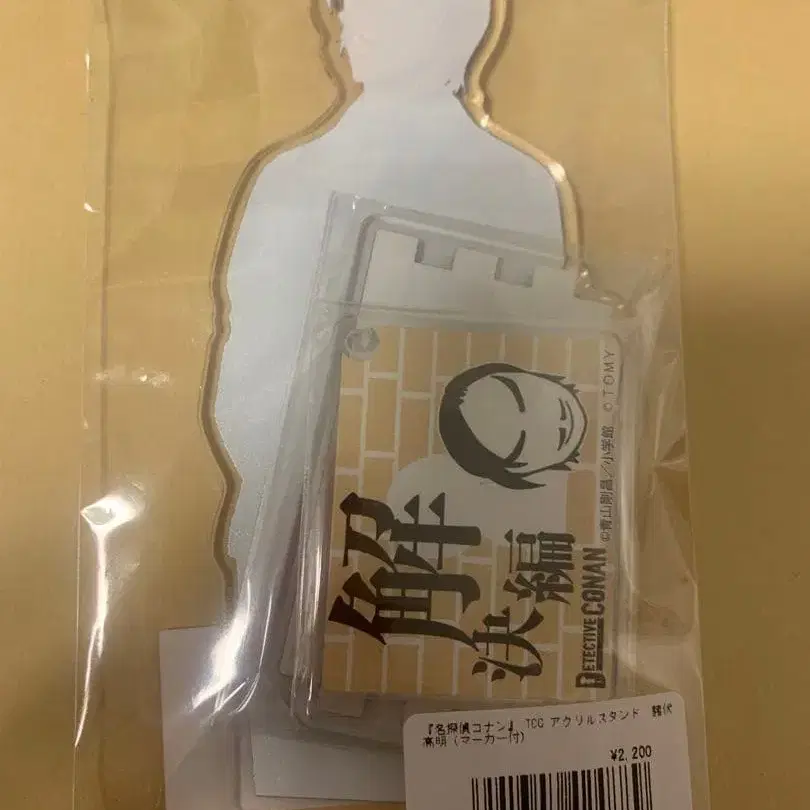 解
決編
DETECTIVE CONAN
©青山剛昌/小学館 ©TOMY
『名探偵コナン』 TCG アクリルスタンド 諸伏
高明(マーカー付)
¥2,200